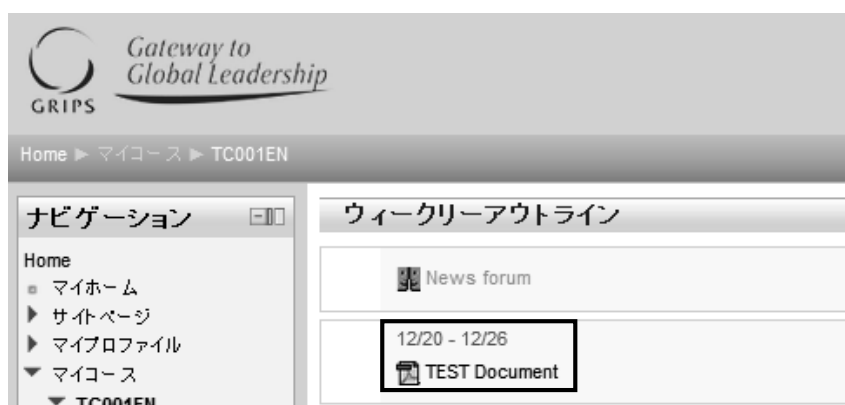 Gateway to
Global Leadership
GRIPS
Home ▶ マイコース ▶ TC001EN
ナビゲーション
Home
マイホーム
サイトページ
マイプロファイル
マイコース
TC001EN
ウィークリーアウトライン
News forum
12/20 - 12/26
TEST Document